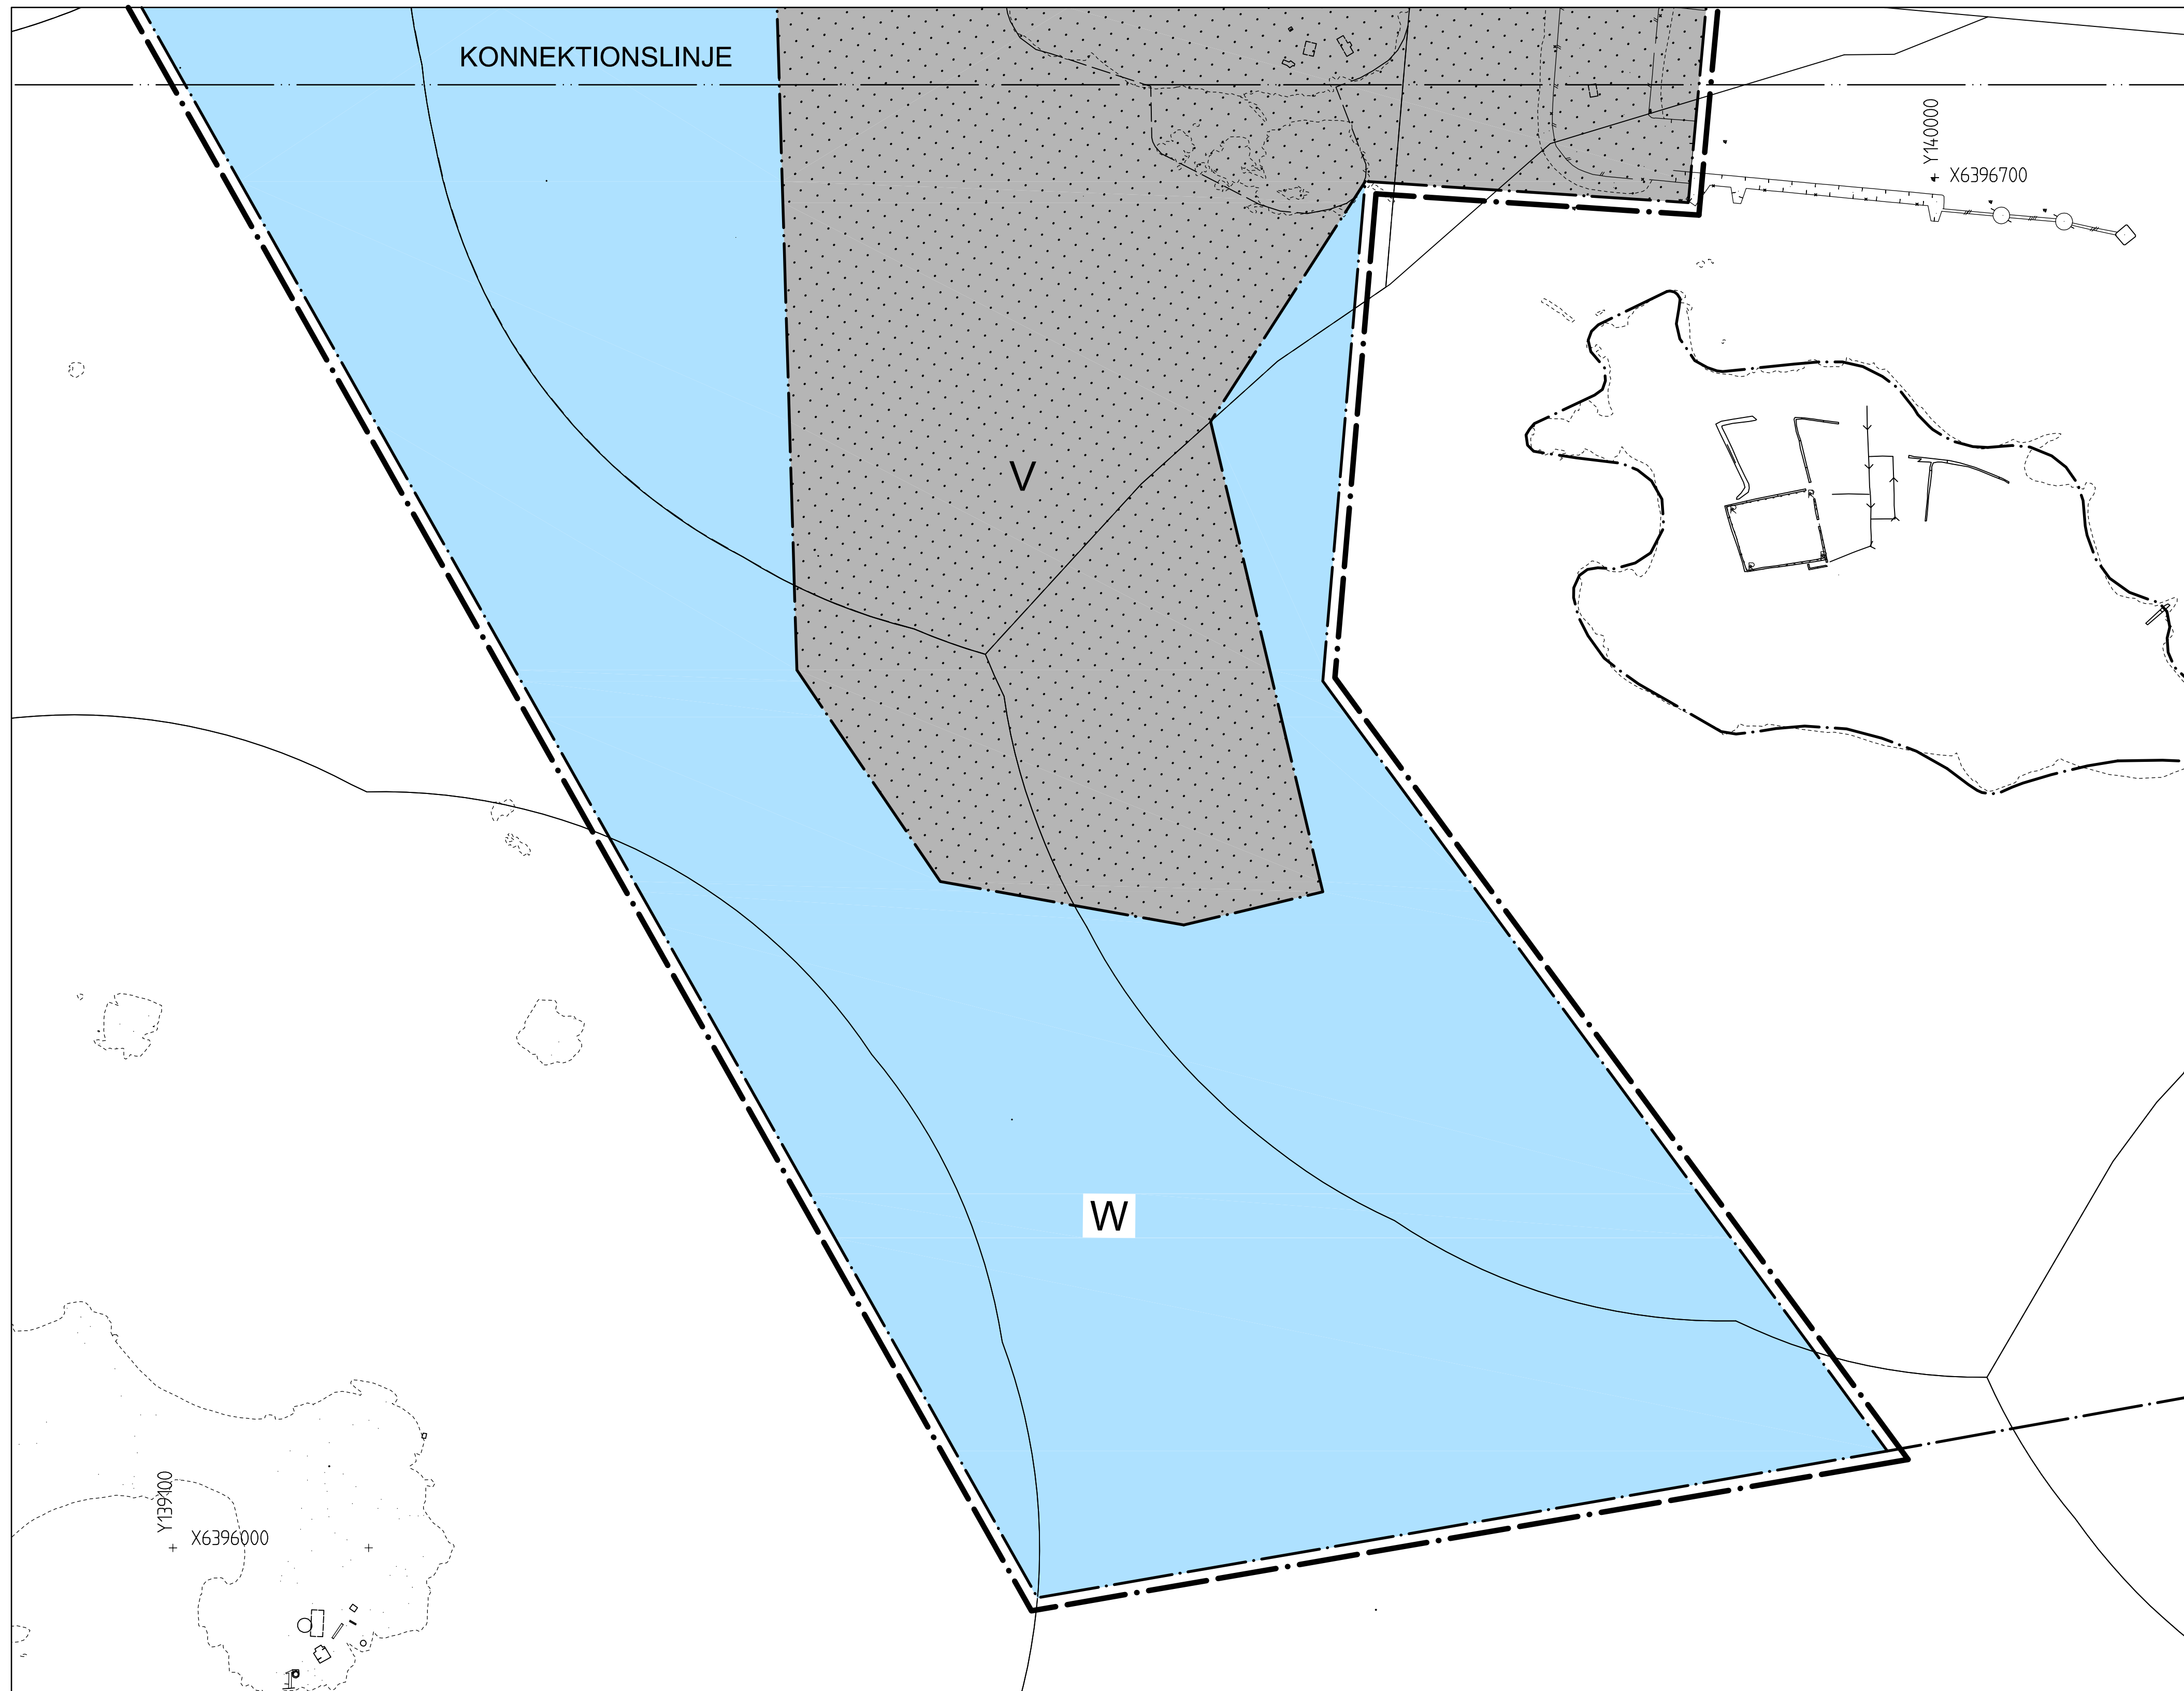 KONNEKTIONSLINJE
Y140000
X6396700
V
W
Y139100
X6396000